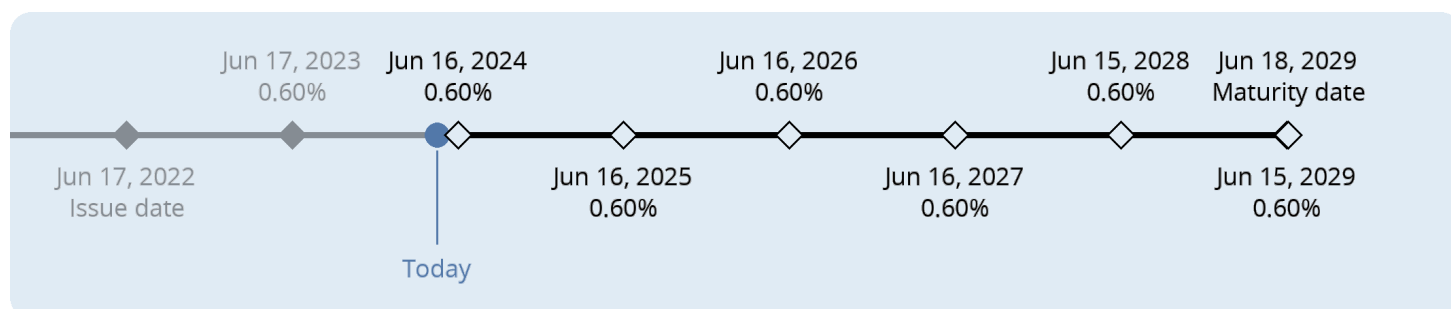 Jun 17, 2023
0.60%
Jun 16, 2024
0.60%
Jun 16, 2026
0.60%
Jun 15, 2028
0.60%
Jun 18, 2029
Maturity date
Jun 17, 2022
Issue date
Jun 16, 2025
0.60%
Jun 16, 2027
0.60%
Jun 15, 2029
0.60%
Today